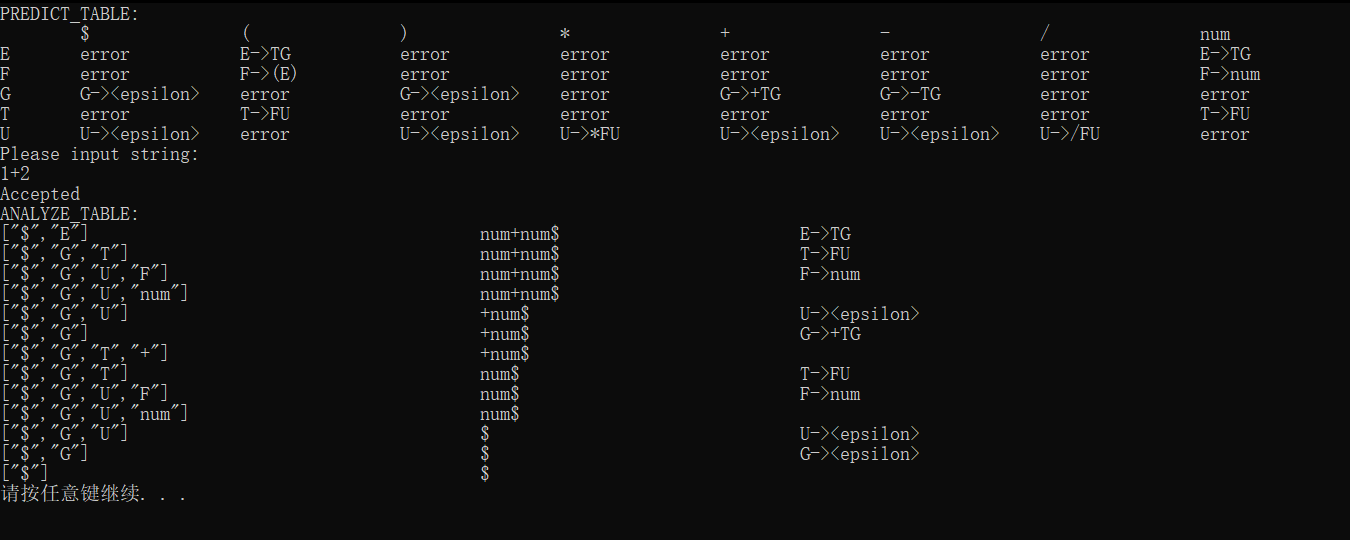 PREDICT_TABLE:
$ ( ) * + - / num
E error E->TG error error error error error E->TG
F error F->(E) error error error error error F->num
G G-><epsilon> error G-><epsilon> error G->+TG G->-TG error error
T error T->FU error error error error error T->FU
U U-><epsilon> error U-><epsilon> U->*FU U-><epsilon> U-><epsilon> U->/FU error
Please input string:
1+2
Accepted
ANALYZE_TABLE:
["$","E"] num+num$ E->TG
["$","G","T"] num+num$ T->FU
["$","G","U","F"] num+num$ F->num
["$","G","U","num"] num+num$
["$","G","U"] +num$ U-><epsilon>
["$","G"] +num$ G->+TG
["$","G","T","+"] +num$
["$","G","T"] num$ T->FU
["$","G","U","F"] num$ F->num
["$","G","U","num"] num$
["$","G","U"] $ U-><epsilon>
["$","G"] $ G-><epsilon>
["$"] $
请按任意键继续. . .